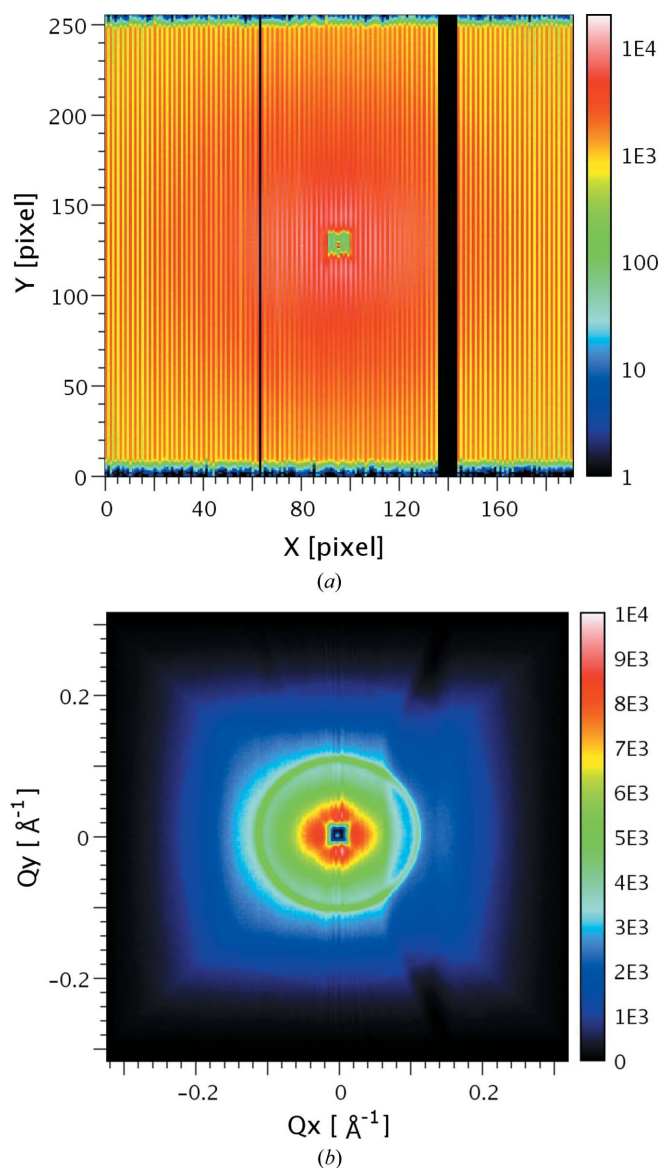 250
200
150
100
50
0
Y [pixel]
0 40 80 120 160
X [pixel]
1E4
1E3
100
10
1
(a)
0.2
0
−0.2
Qy [ Å⁻¹]
−0.2 0 0.2
Qx [ Å⁻¹]
1E4
9E3
8E3
7E3
6E3
5E3
4E3
3E3
2E3
1E3
0
(b)